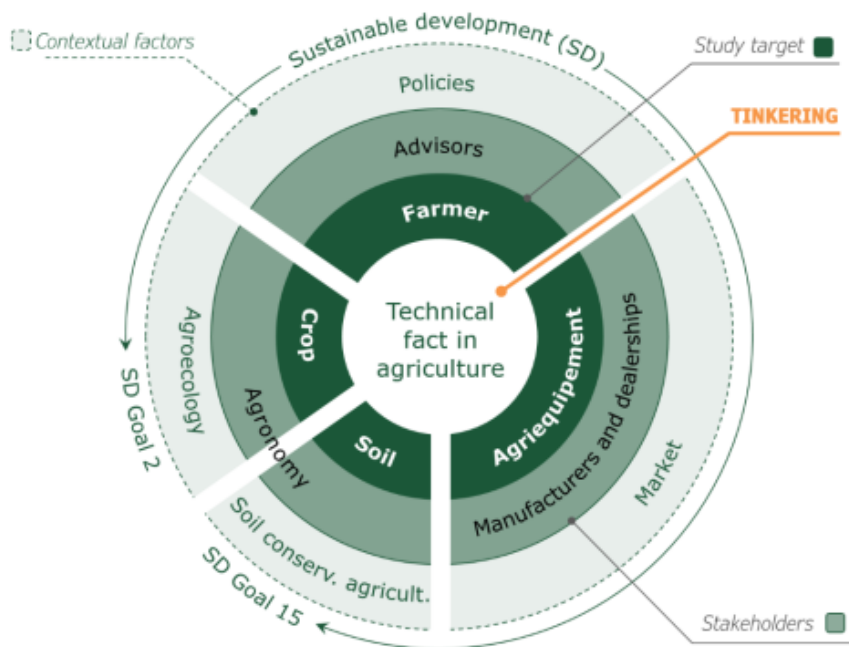 Contextual factors
Sustainable development (SD)
Study target
Policies
TINKERING
Advisors
Farmer
Technical
fact in
agriculture
Crop
Agroecology
Agriequipement
Manufacturers and dealerships
Market
SD Goal 2
Agronomy
Soil
Soil conserv. agricult.
SD Goal 15
Stakeholders